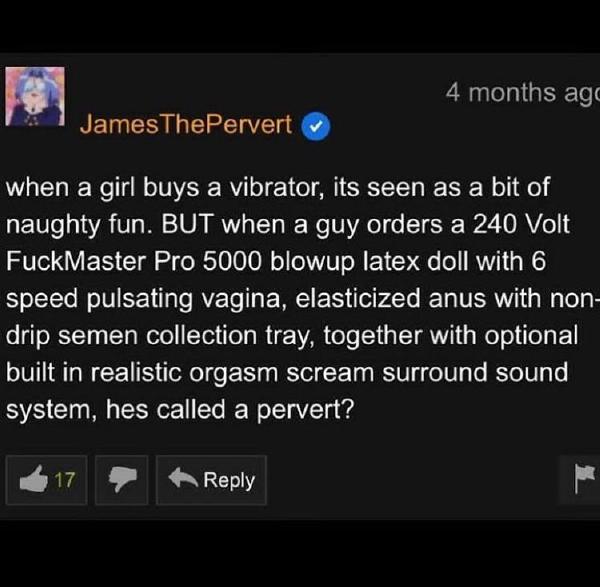 4 months ago
JamesThePervert
when a girl buys a vibrator, its seen as a bit of
naughty fun. BUT when a guy orders a 240 Volt
FuckMaster Pro 5000 blowup latex doll with 6
speed pulsating vagina, elasticized anus with non-
drip semen collection tray, together with optional
built in realistic orgasm scream surround sound
system, hes called a pervert?
17
Reply